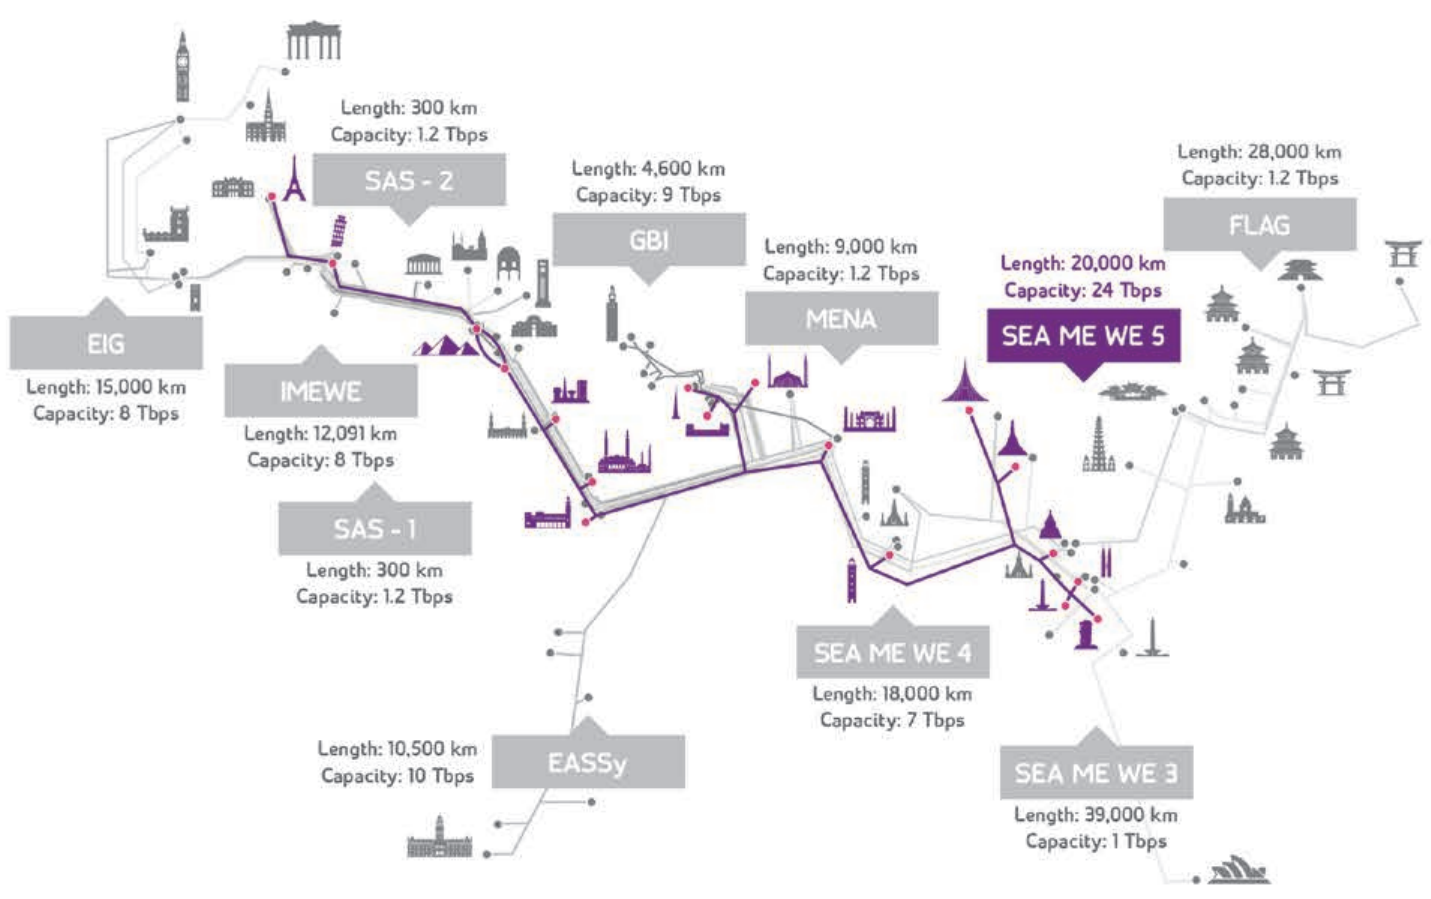 Length: 300 km
Capacity: 1.2 Tbps
SAS - 2
Length: 4,600 km
Capacity: 9 Tbps
GBI
Length: 28,000 km
Capacity: 1.2 Tbps
FLAG
Length: 9,000 km
Capacity: 1.2 Tbps
MENA
Length: 20,000 km
Capacity: 24 Tbps
SEA ME WE 5
EIG
Length: 15,000 km
Capacity: 8 Tbps
IMEWE
Length: 12,091 km
Capacity: 8 Tbps
SAS - 1
Length: 300 km
Capacity: 1.2 Tbps
SEA ME WE 4
Length: 18,000 km
Capacity: 7 Tbps
Length: 10,500 km
Capacity: 10 Tbps
EASSy
SEA ME WE 3
Length: 39,000 km
Capacity: 1 Tbps